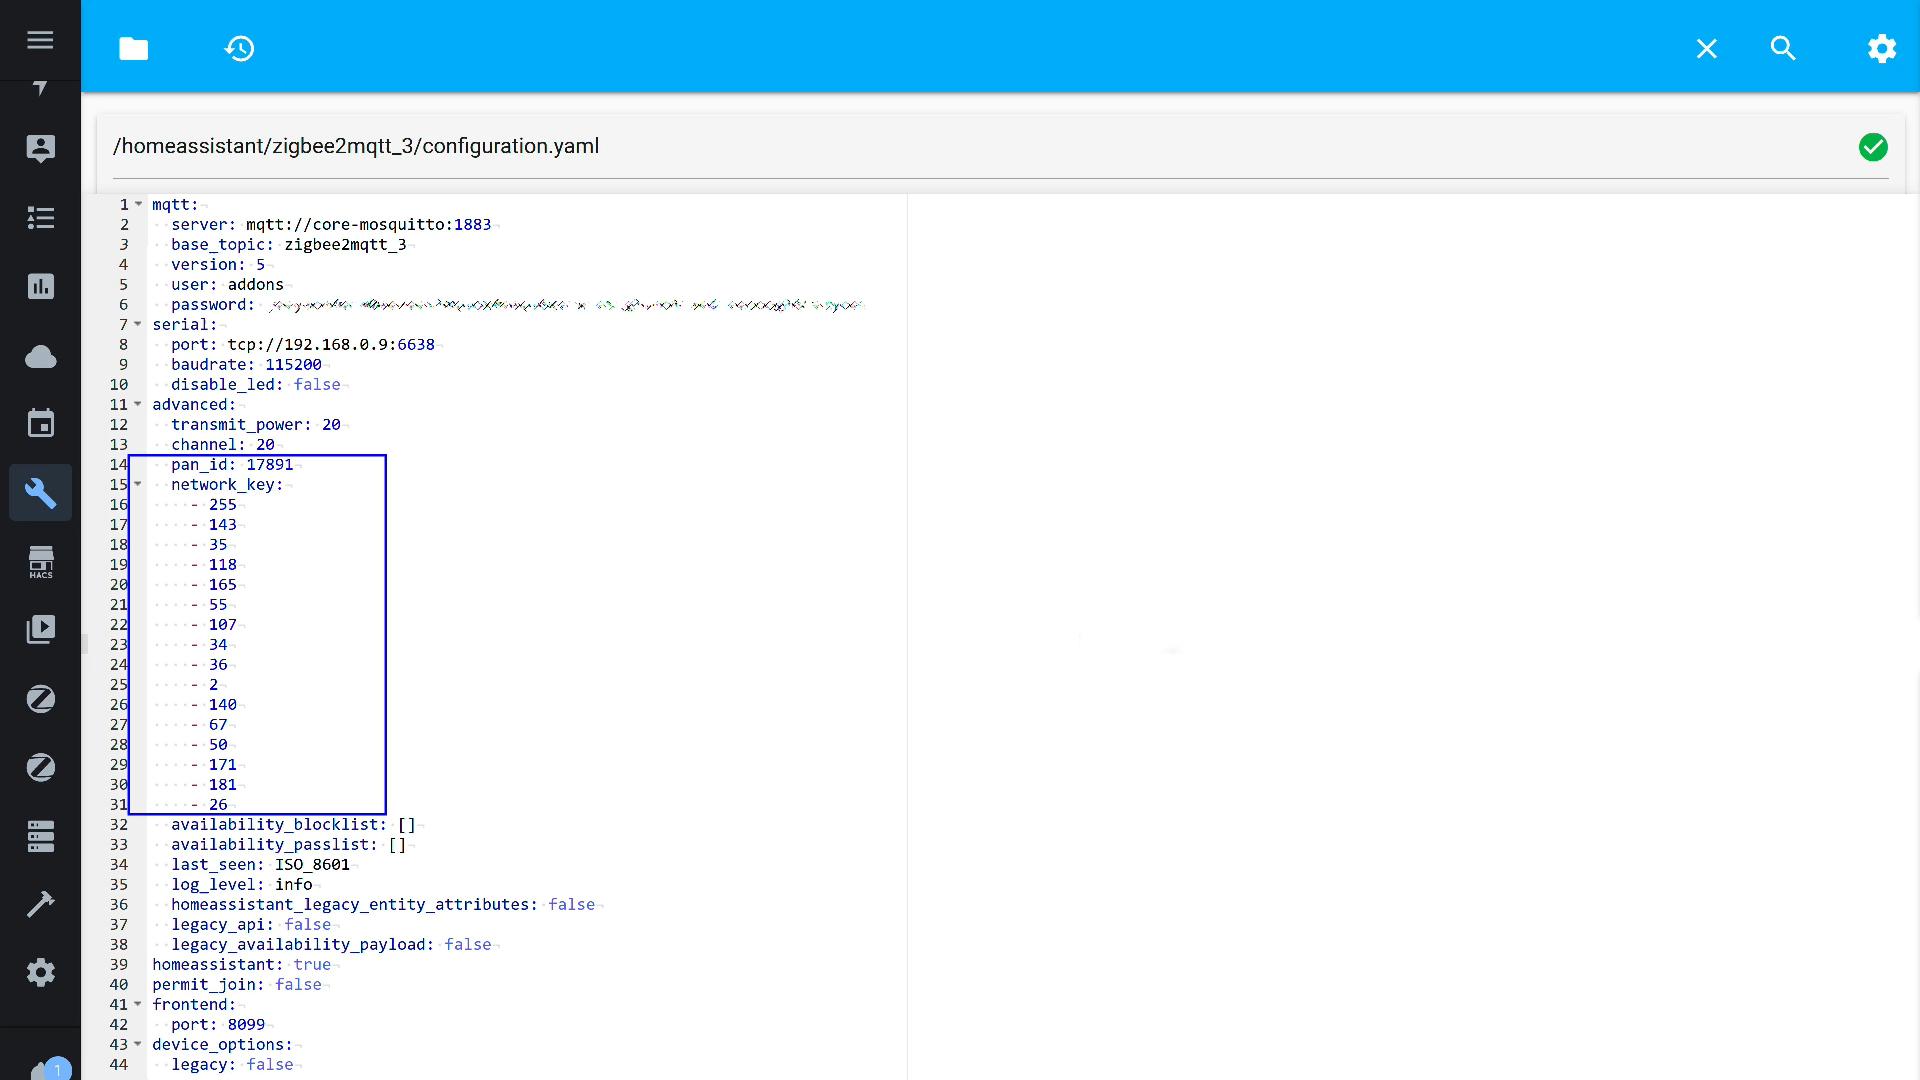 /homeassistant/zigbee2mqtt_3/configuration.yaml
1 mqtt:
2 server: mqtt://core-mosquitto:1883
3 base_topic: zigbee2mqtt_3
4 version: 5
5 user: addons
6 password:
7 serial:
8 port: tcp://192.168.0.9:6638
9 baudrate: 115200
10 disable_led: false
11 advanced:
12 transmit_power: 20
13 channel: 20
14 pan_id: 17891
15 network_key:
16 - 255
17 - 143
18 - 35
19 - 118
20 - 165
21 - 55
22 - 107
23 - 34
24 - 36
25 - 2
26 - 140
27 - 67
28 - 50
29 - 171
30 - 181
31 - 26
32 availability_blocklist: []
33 availability_passlist: []
34 last_seen: ISO_8601
35 log_level: info
36 homeassistant_legacy_entity_attributes: false
37 legacy_api: false
38 legacy_availability_payload: false
39 homeassistant: true
40 permit_join: false
41 frontend:
42 port: 8099
43 device_options:
44 legacy: false
HACS
1